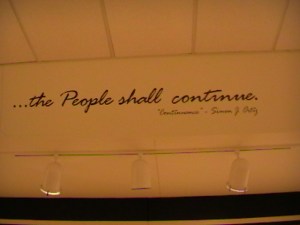 ...the People shall continue.
"Continuance" - Simon J. Ortiz